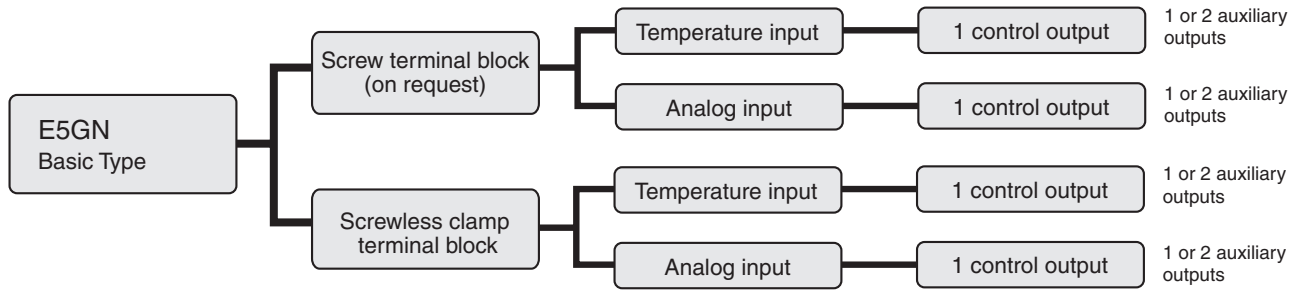 E5GN
Basic Type
Screw terminal block
(on request)
Temperature input
1 control output
1 or 2 auxiliary
outputs
Analog input
1 control output
1 or 2 auxiliary
outputs
Screwless clamp
terminal block
Temperature input
1 control output
1 or 2 auxiliary
outputs
Analog input
1 control output
1 or 2 auxiliary
outputs